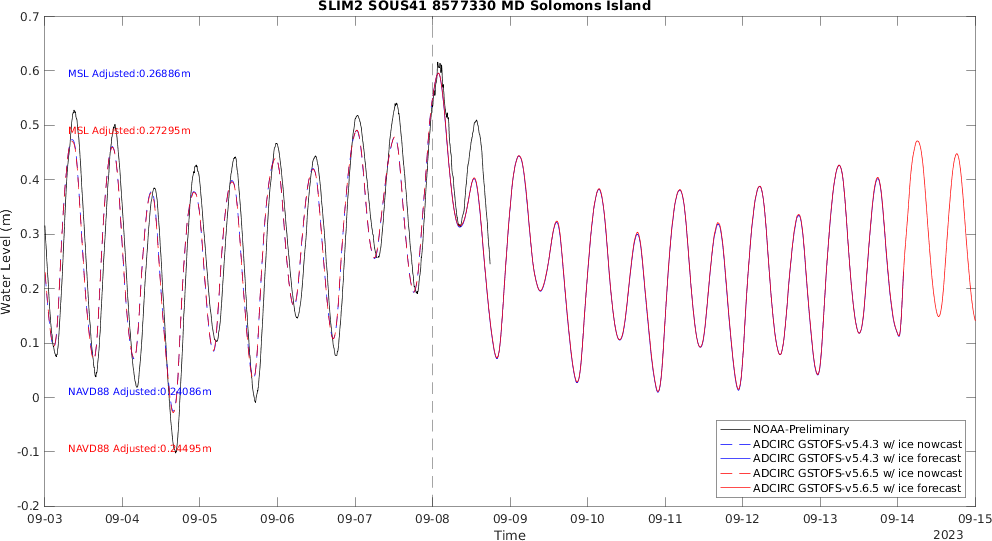 SLIM2 SOUS41 8577330 MD Solomons Island
0.7
0.6
0.5
0.4
0.3
0.2
0.1
0
-0.1
-0.2
Water Level (m)
MSL Adjusted:0.26886m
MSL Adjusted:0.27295m
NAVD88 Adjusted:0.24086m
NAVD88 Adjusted:0.24495m
NOAA-Preliminary
ADCIRC GSTOFS-v5.4.3 w/ ice nowcast
ADCIRC GSTOFS-v5.4.3 w/ ice forecast
ADCIRC GSTOFS-v5.6.5 w/ ice nowcast
ADCIRC GSTOFS-v5.6.5 w/ ice forecast
09-03 09-04 09-05 09-06 09-07 09-08 09-09 09-10 09-11 09-12 09-13 09-14 09-15
Time
2023